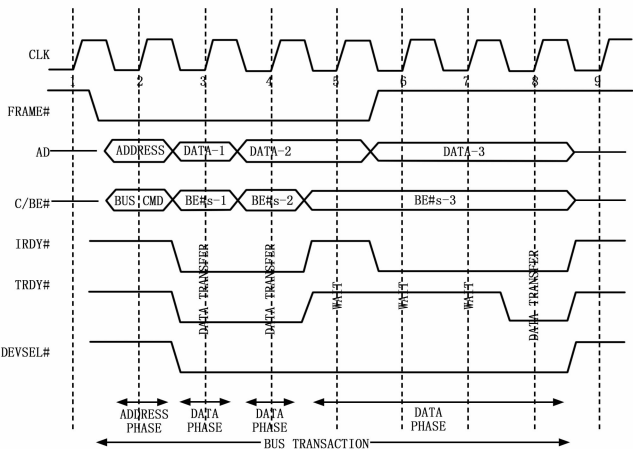 CLK
1 2 3 4 5 6 7 8 9
FRAME#
AD
ADDRESS DATA-1 DATA-2 DATA-3
C/BE#
BUS CMD BE#s-1 BE#s-2 BE#s-3
IRDY#
TRDY#
DATA TRANSFER
DATA TRANSFER
WAIT
WAIT
WAIT
DATA TRANSFER
DEVSEL#
ADDRESS PHASE
DATA PHASE
DATA PHASE
DATA PHASE
BUS TRANSACTION